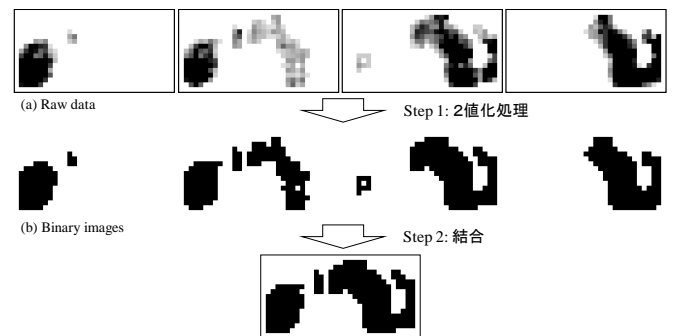 (a) Raw data
Step 1: 2値化処理
(b) Binary images
Step 2: 結合